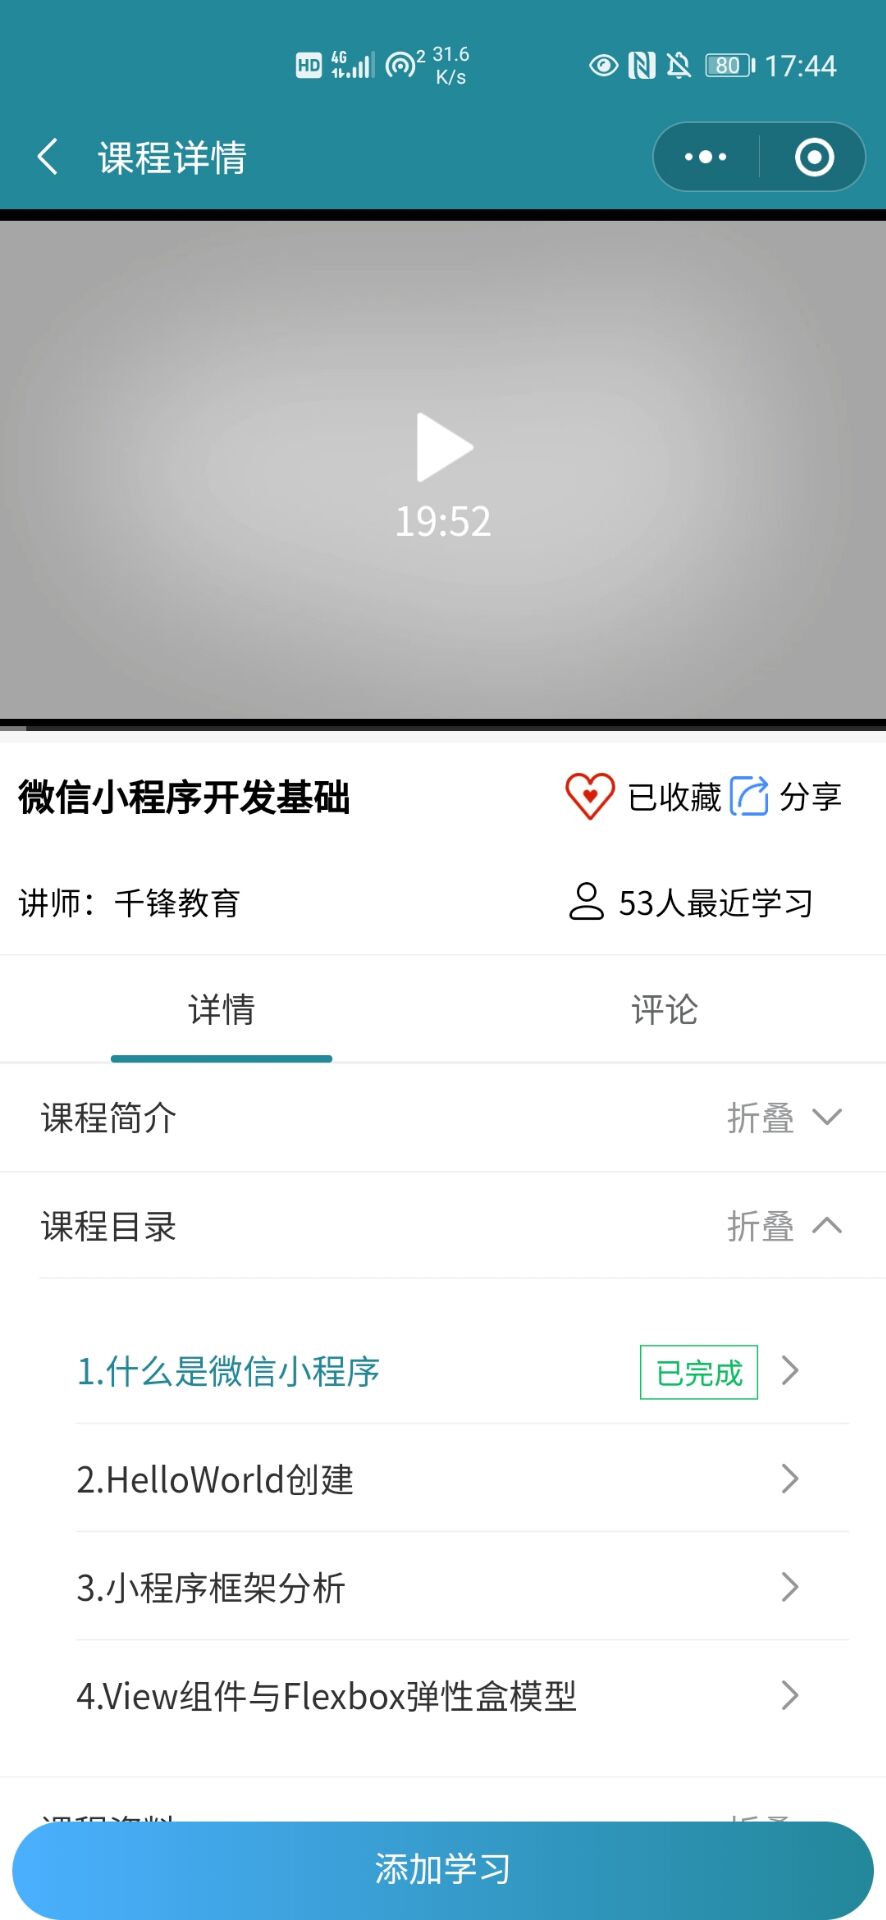 HD 4G 2 31.6 K/s 80 17:44
课程详情
19:52
微信小程序开发基础 已收藏 分享
讲师：千锋教育 53人最近学习
详情 评论
课程简介 折叠
课程目录 折叠
1.什么是微信小程序 已完成
2.HelloWorld创建
3.小程序框架分析
4.View组件与Flexbox弹性盒模型
课程资料 折叠
添加学习